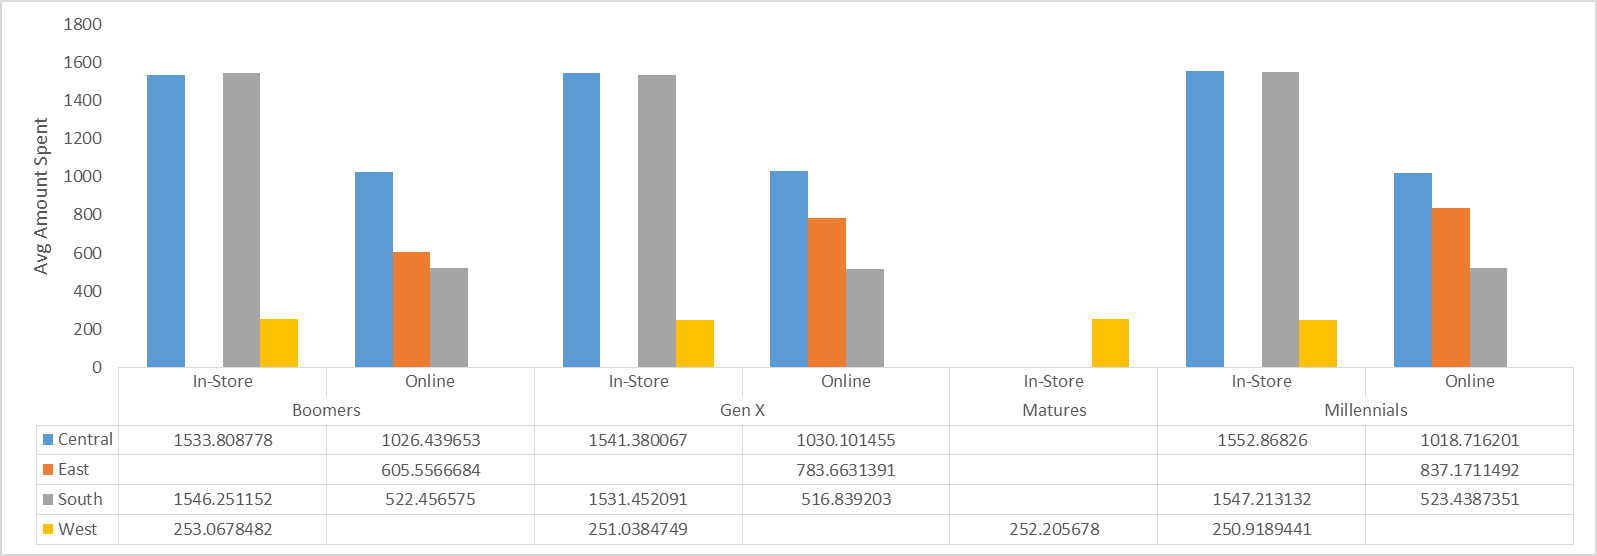 1800
1600
1400
1200
1000
800
600
400
200
0
Avg Amount Spent
In-Store Online In-Store Online In-Store In-Store Online
Boomers Gen X Matures Millennials
Central 1533.808778 1026.439653 1541.380067 1030.101455 1552.86826 1018.716201
East 605.5566684 783.6631391 837.1711492
South 1546.251152 522.456575 1531.452091 516.839203 1547.213132 523.4387351
West 253.0678482 251.0384749 252.205678 250.9189441